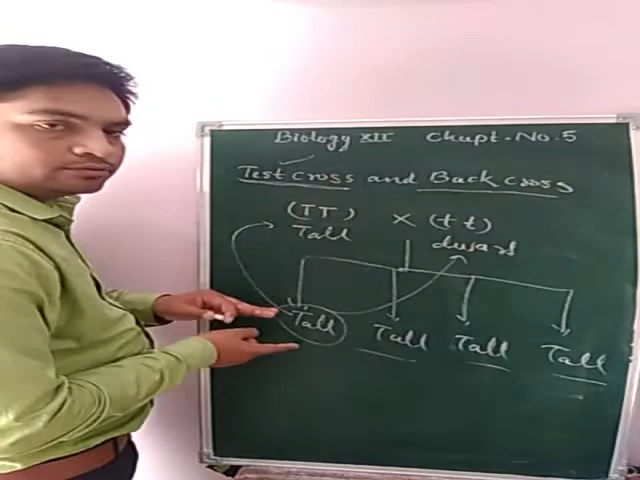 Biology XII Chapt. No. 5
Test cross and Back cross
(TT) × (tt)
Tall dwarf
Tall Tall Tall Tall